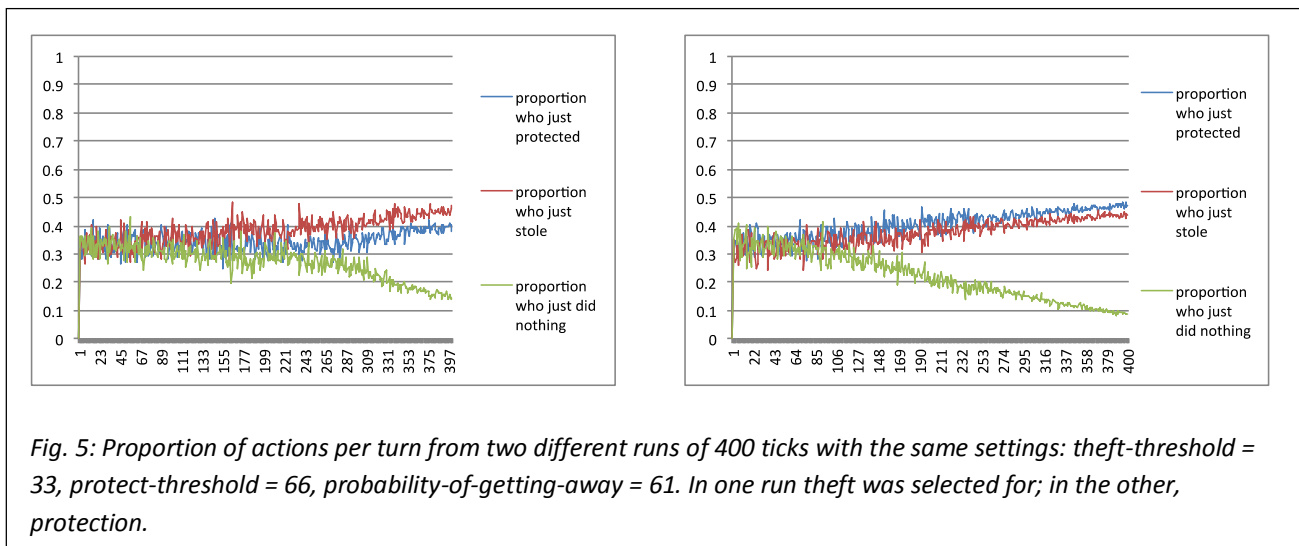 1
0.9
0.8
0.7
0.6
0.5
0.4
0.3
0.2
0.1
0
1 23 45 67 89 111 133 155 177 199 221 243 265 287 309 331 353 375 397
proportion
who just
protected
proportion
who just
stole
proportion
who just did
nothing
1
0.9
0.8
0.7
0.6
0.5
0.4
0.3
0.2
0.1
0
1 22 43 64 85 106 127 148 169 190 211 232 253 274 295 316 337 358 379 400
proportion
who just
protected
proportion
who just
stole
proportion
who just
did nothing
Fig. 5: Proportion of actions per turn from two different runs of 400 ticks with the same settings: theft-threshold =
33, protect-threshold = 66, probability-of-getting-away = 61. In one run theft was selected for; in the other,
protection.